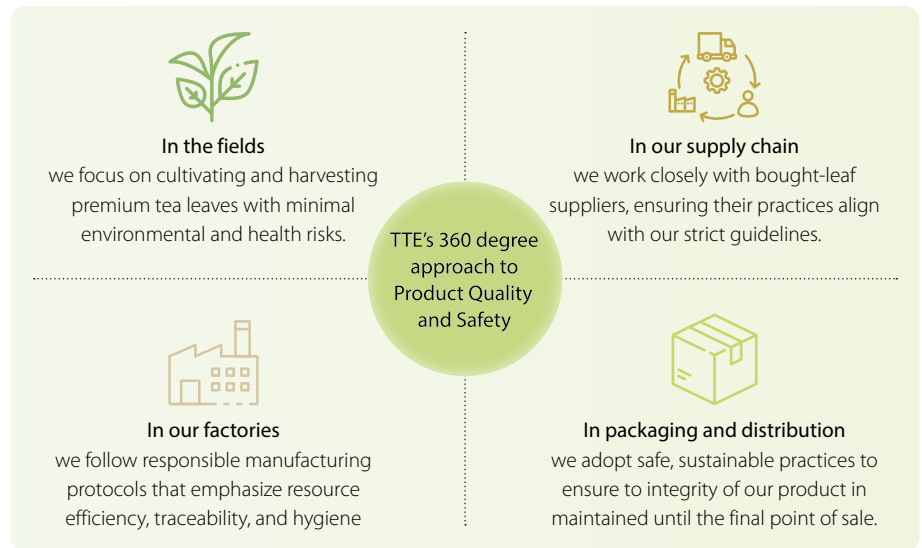 In the fields
we focus on cultivating and harvesting
premium tea leaves with minimal
environmental and health risks.
In our supply chain
we work closely with bought-leaf
suppliers, ensuring their practices align
with our strict guidelines.
TTE's 360 degree
approach to
Product Quality
and Safety
In our factories
we follow responsible manufacturing
protocols that emphasize resource
efficiency, traceability, and hygiene
In packaging and distribution
we adopt safe, sustainable practices to
ensure to integrity of our product in
maintained until the final point of sale.